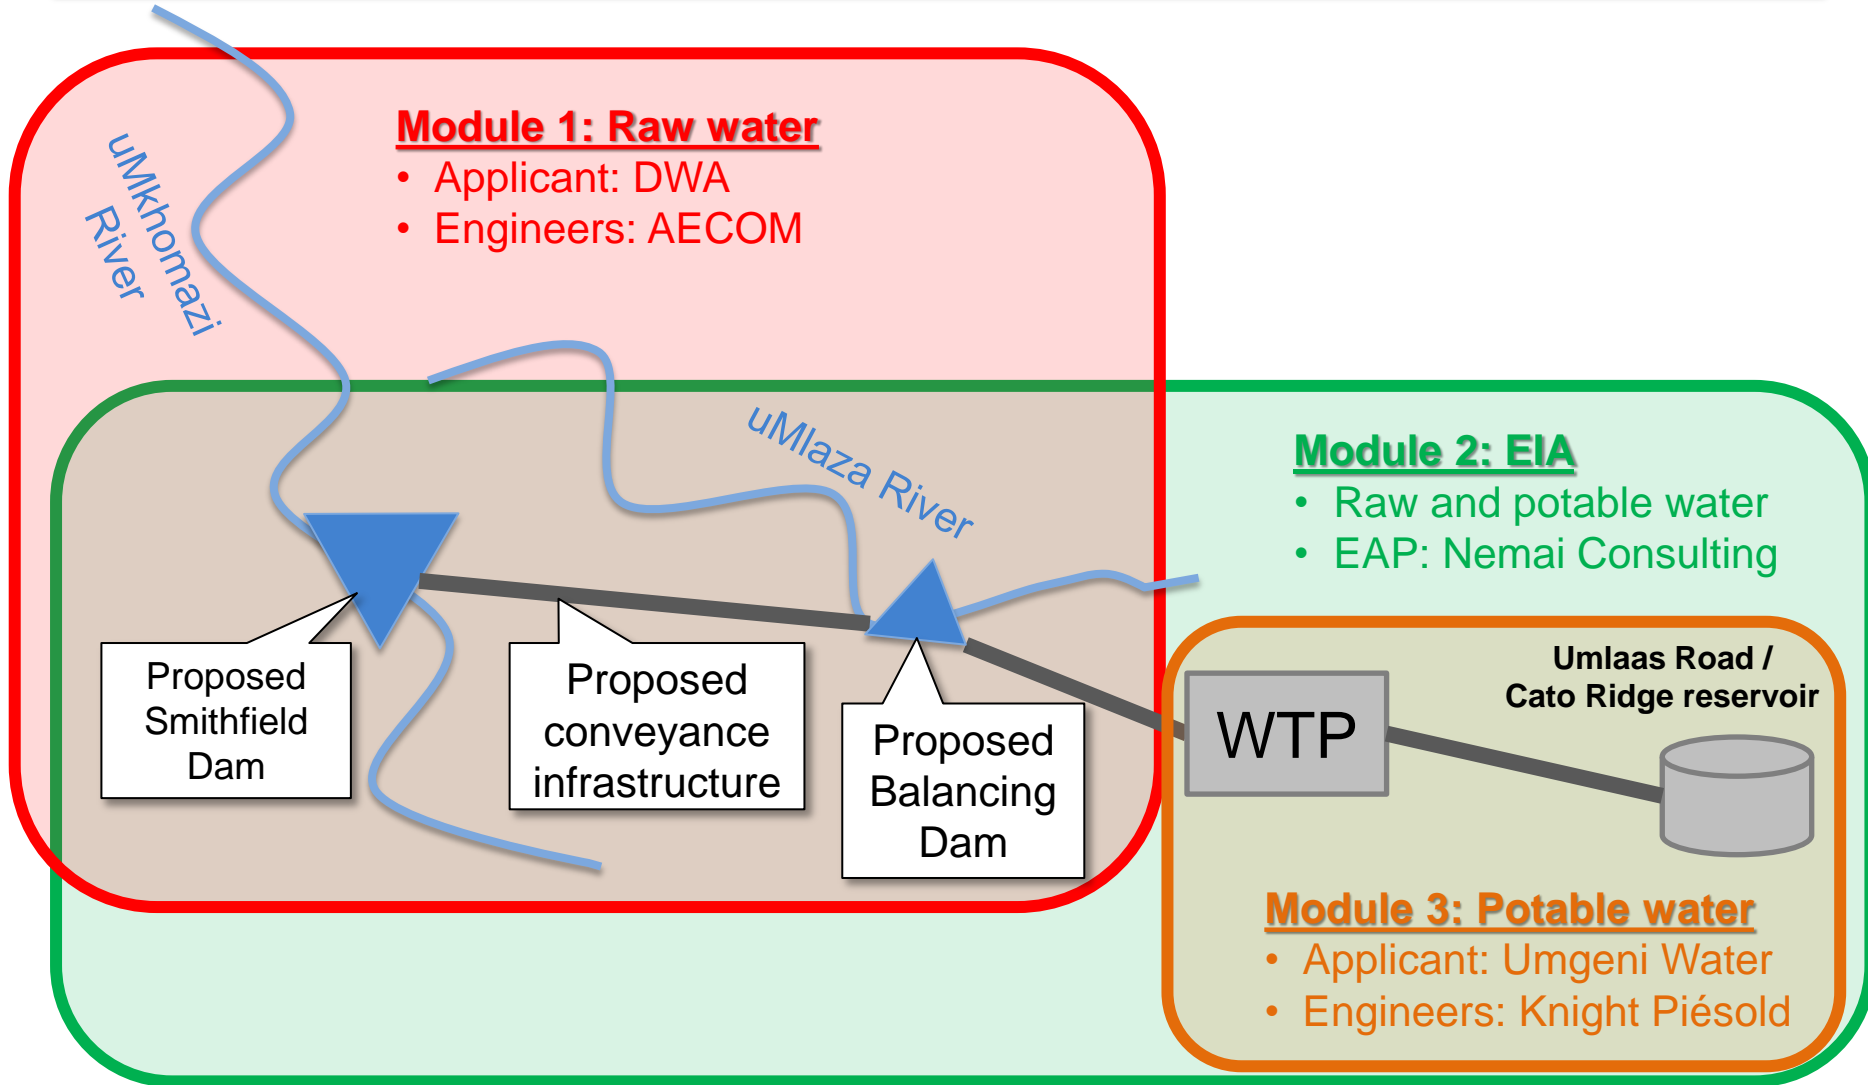 Module 1: Raw water
• Applicant: DWA
• Engineers: AECOM
uMkhomazi
River
uMlaza River
Module 2: EIA
• Raw and potable water
• EAP: Nemai Consulting
Proposed
Smithfield
Dam
Proposed
conveyance
infrastructure
Proposed
Balancing
Dam
WTP
Umlaas Road /
Cato Ridge reservoir
Module 3: Potable water
• Applicant: Umgeni Water
• Engineers: Knight Piésold